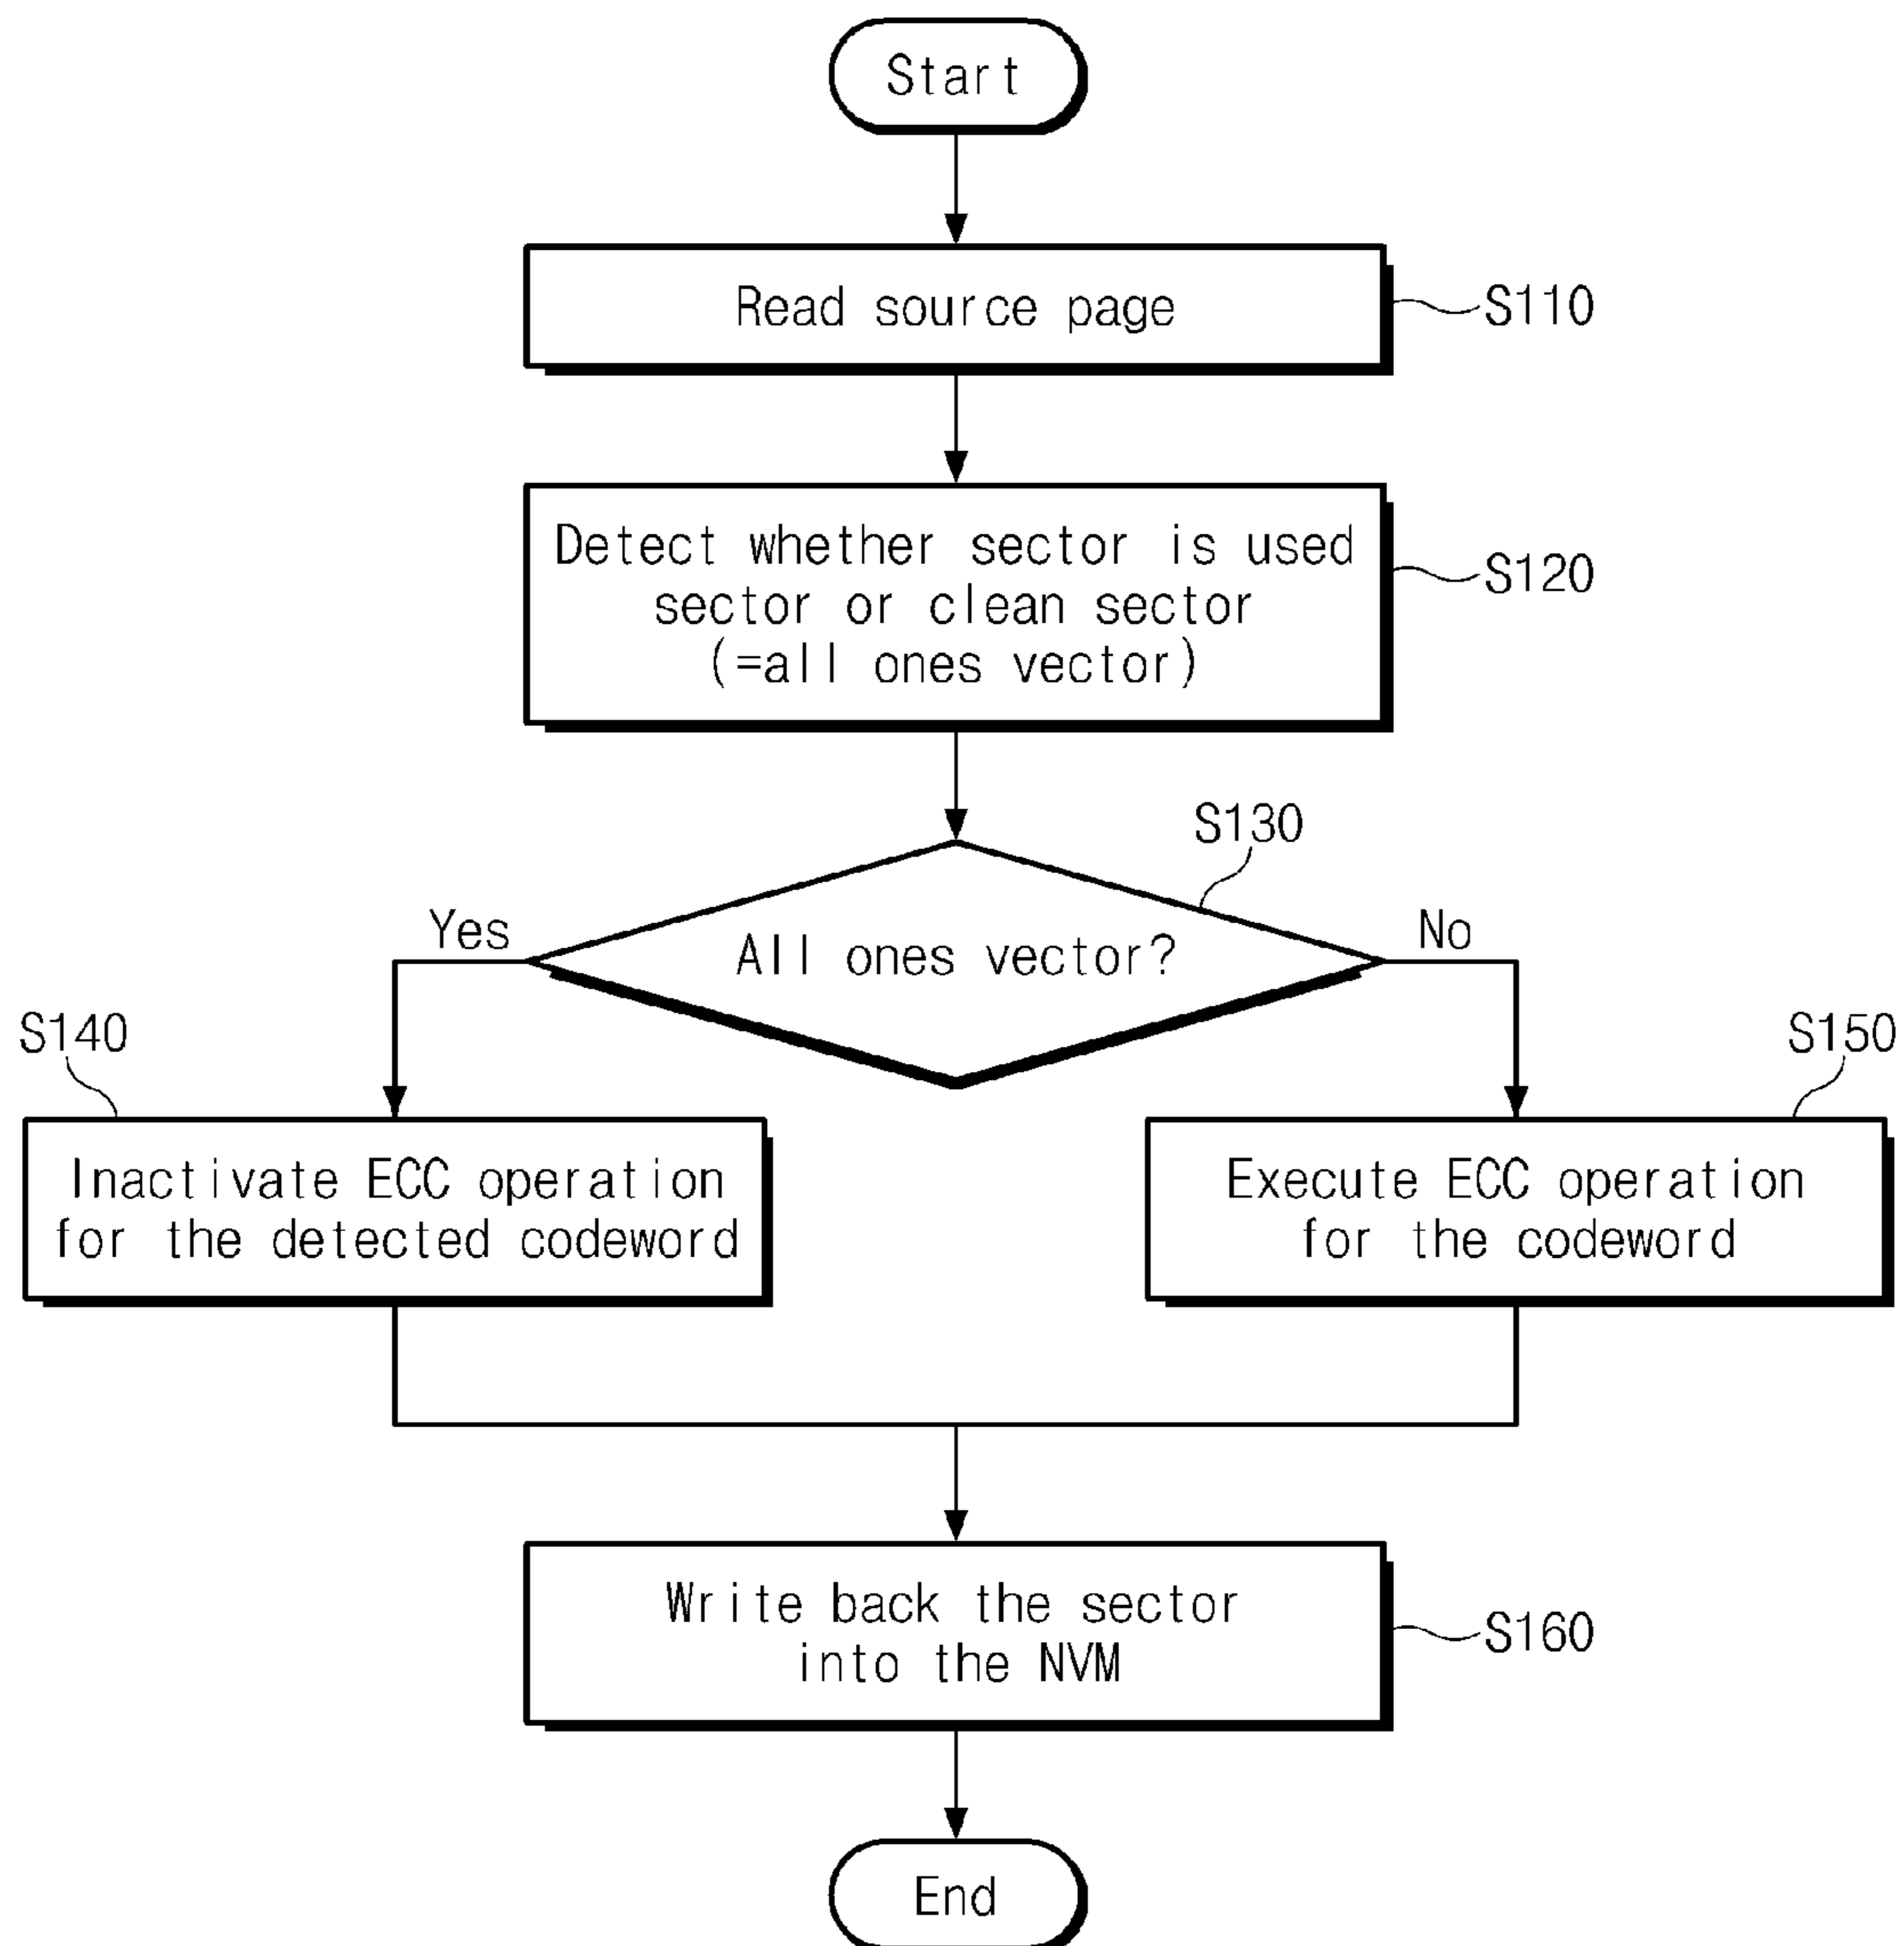 Start
Read source page
S110
Detect whether sector is used
sector or clean sector
(=all ones vector)
S120
S130
All ones vector?
Yes
No
S140
Inactivate ECC operation
for the detected codeword
S150
Execute ECC operation
for the codeword
Write back the sector
into the NVM
S160
End